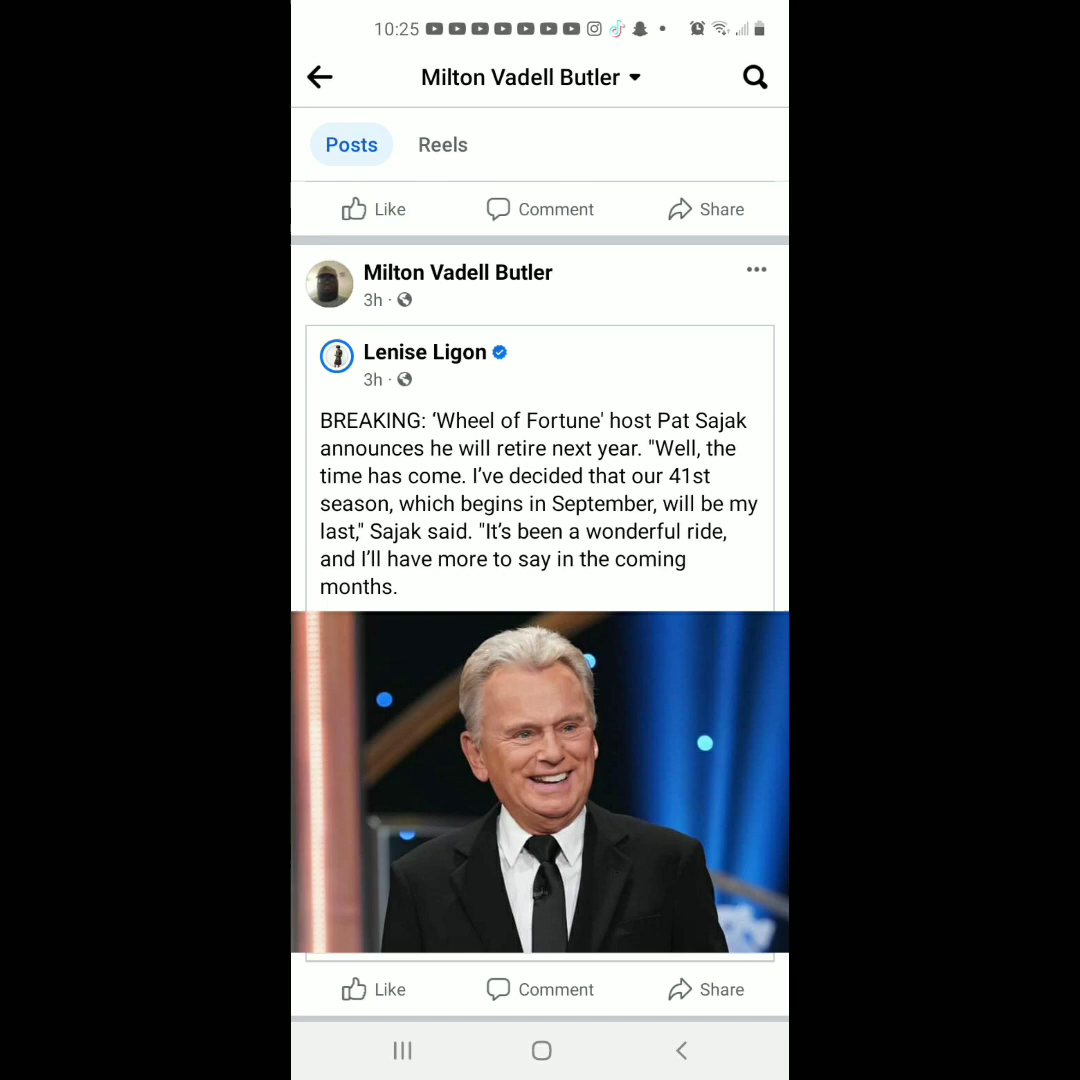 10:25
Milton Vadell Butler
Posts Reels
Like Comment Share
Milton Vadell Butler
3h ·
Lenise Ligon
3h ·
BREAKING: ‘Wheel of Fortune' host Pat Sajak
announces he will retire next year. "Well, the
time has come. I’ve decided that our 41st
season, which begins in September, will be my
last," Sajak said. "It’s been a wonderful ride,
and I’ll have more to say in the coming
months.
Like Comment Share